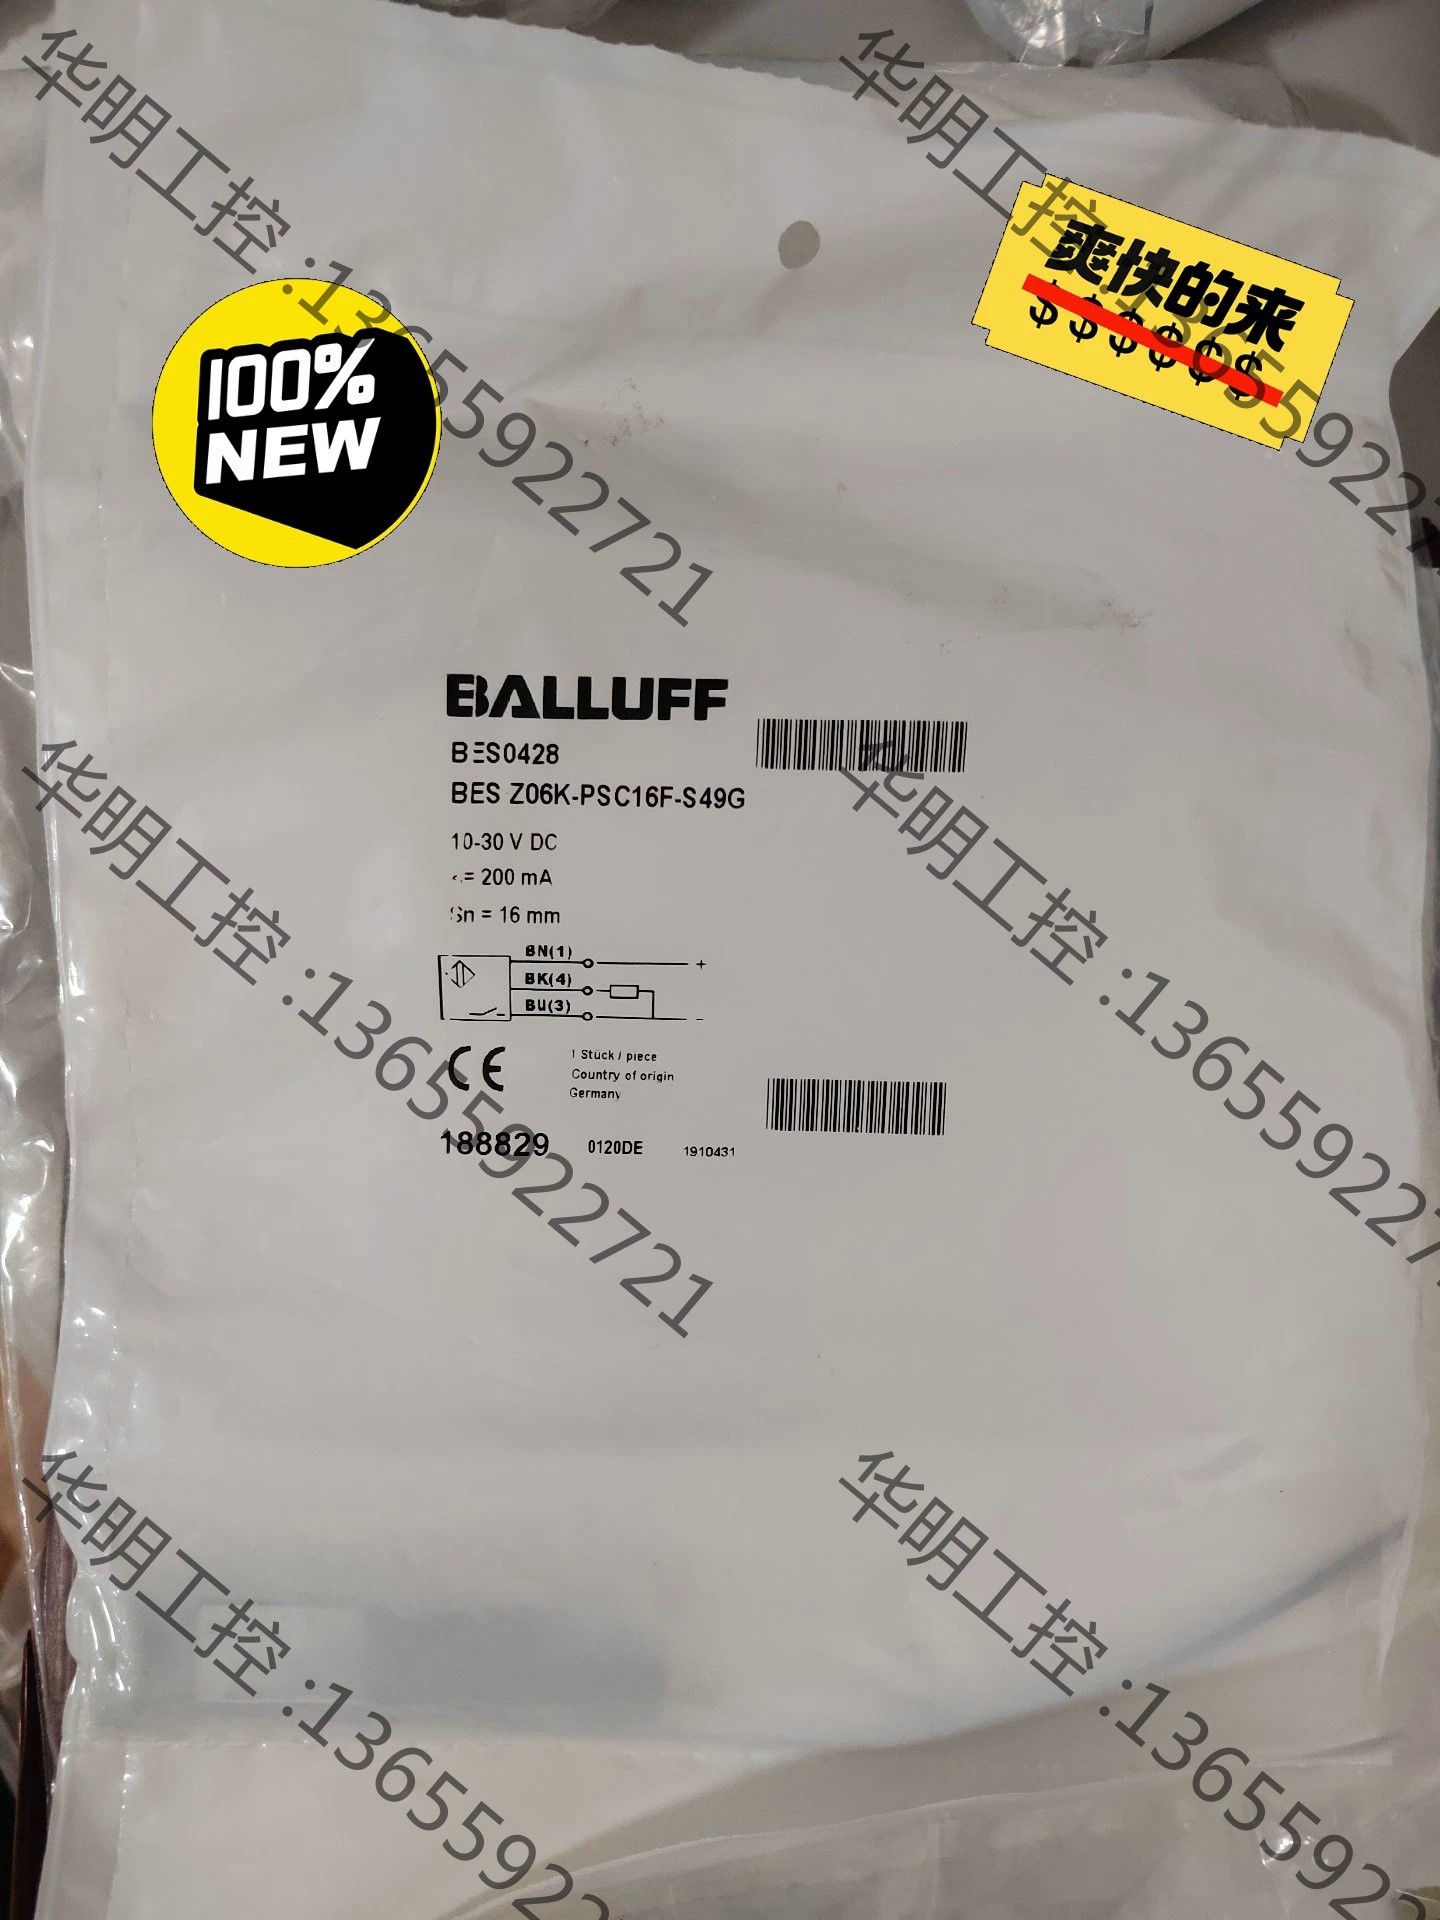 华明工控 :13655922721
华明工控 :13655922721
100%
NEW
爽快的来
$$$$$$
BALLUFF
BES0428
BES Z06K-PSC16F-S49G
10-30 V DC
<= 200 mA
Sn = 16 mm
BN(1) +
BK(4)
BU(3) -
CE
1 Stück / piece
Country of origin
Germany
188829 0120DE 1910431
华明工控 :13655922721
华明工控 :136559227
华明工控 :1365592
华明工控 :1365592